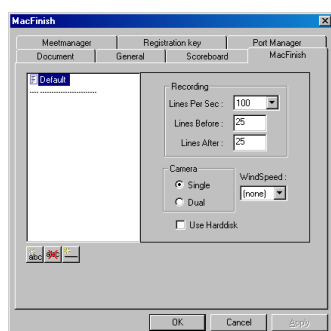 MacFinish
Meetmanager
Registration key
Port Manager
Document
General
Scoreboard
MacFinish
Default
Recording
Lines Per Sec :
100
Lines Before :
25
Lines After :
25
Camera
Single
Dual
WindSpeed :
(none)
Use Harddisk
abc
abc
OK
Cancel
Apply